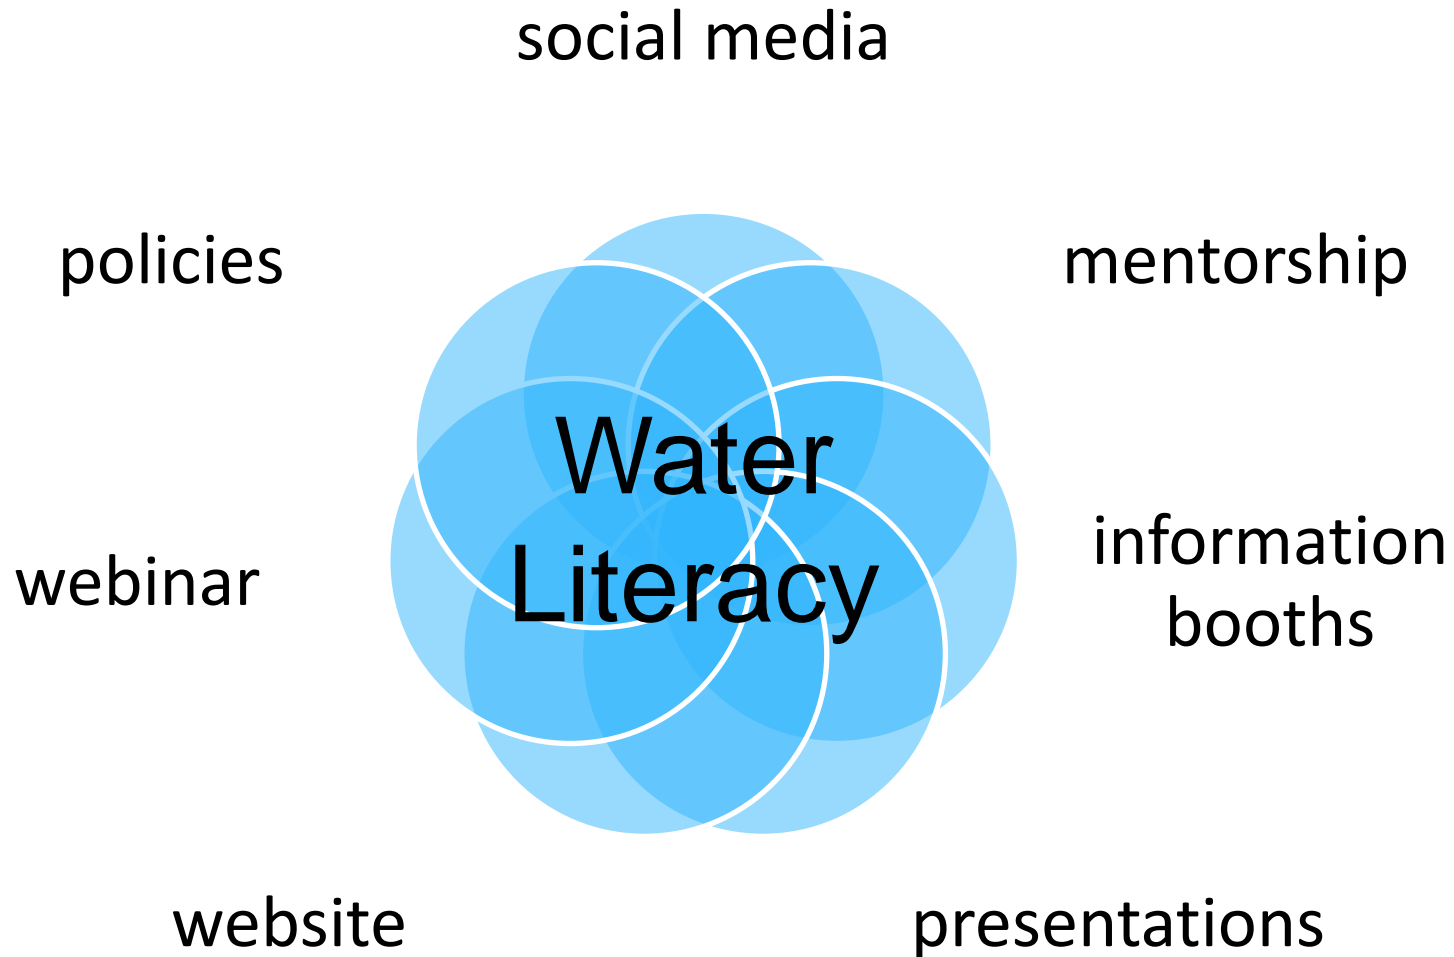 social media
policies
mentorship
Water
Literacy
webinar
information
booths
website
presentations